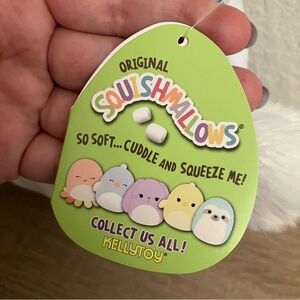 ORIGINAL
SQUISHMALLOWS®
SO SOFT... CUDDLE AND SQUEEZE ME!
COLLECT US ALL!
KELLYTOY®